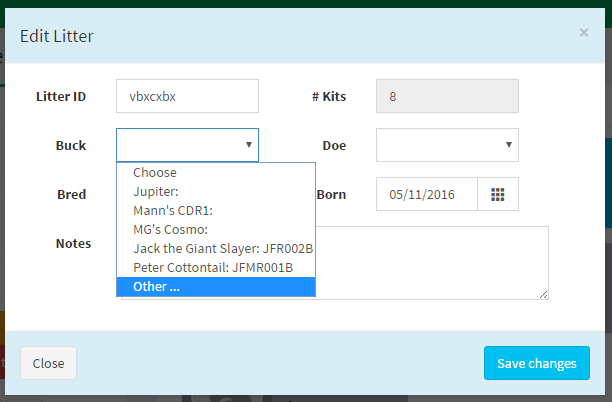 Edit Litter ×
Litter ID vbxcxbx # Kits 8
Buck Doe
Choose
Jupiter:
Bred Born 05/11/2016
Mann's CDR1:
MG's Cosmo:
Notes
Jack the Giant Slayer: JFR002B
Peter Cottontail: JFMR001B
Other ...
Close Save changes